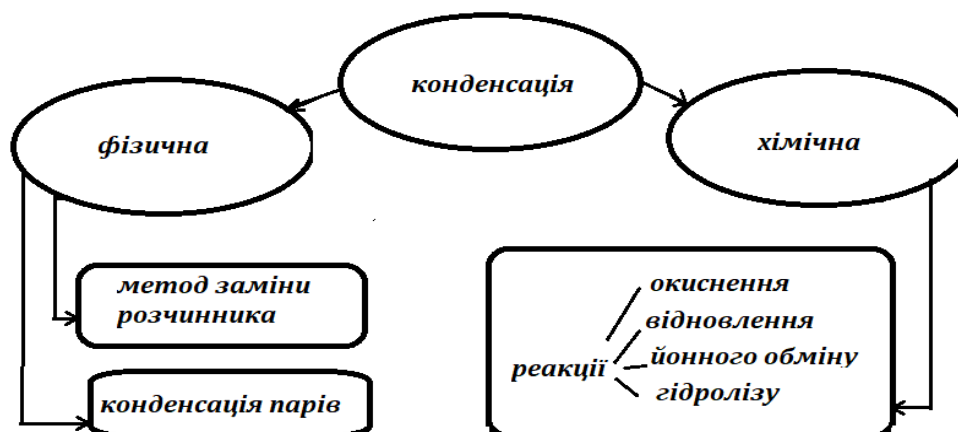 конденсація
фізична
хімічна
метод заміни
розчинника
конденсація парів
реакції
окиснення
відновлення
йонного обміну
гідролізу